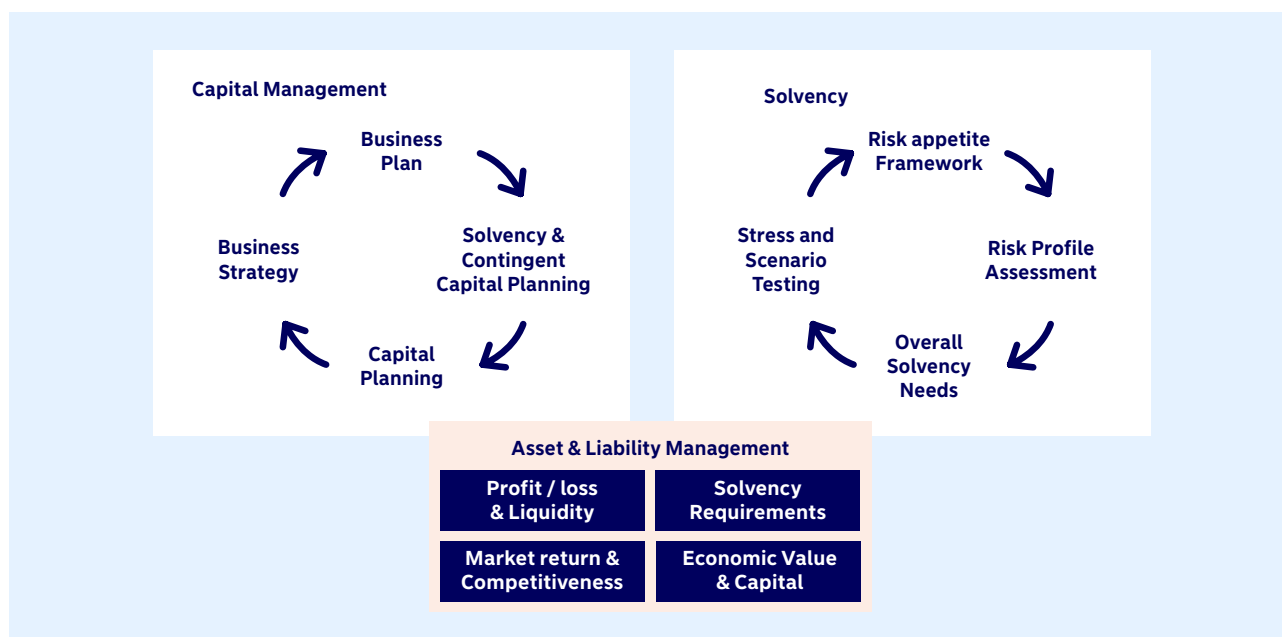 Capital Management
Business
Plan
Solvency &
Contingent
Capital Planning
Capital
Planning
Business
Strategy
Solvency
Risk appetite
Framework
Risk Profile
Assessment
Overall
Solvency
Needs
Stress and
Scenario
Testing
Asset & Liability Management
Profit / loss
& Liquidity
Solvency
Requirements
Market return &
Competitiveness
Economic Value
& Capital